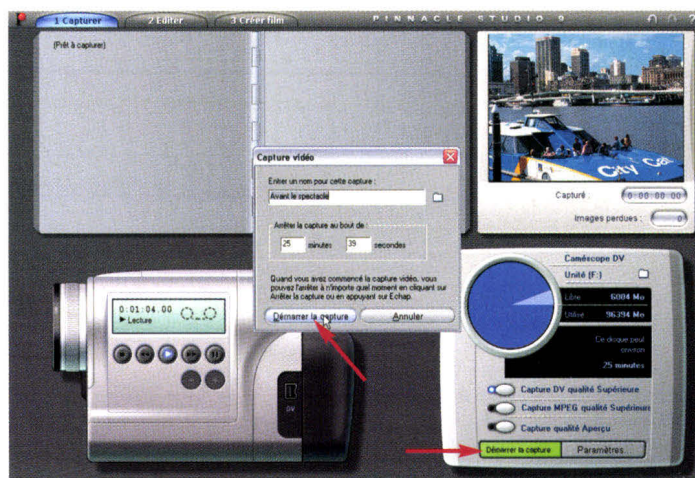 1 Capturer
2 Editer
3 Créer film
PINNACLE STUDIO 9
(Prêt à capturer)
City Cat
Capturé :
0:00:00.00
Images perdues :
0
Capture vidéo
Entrer un nom pour cette capture :
Avant le spectacle
Arrêter la capture au bout de :
25 minutes 39 secondes
Quand vous avez commencé la capture vidéo, vous
pouvez l'arrêter à n'importe quel moment en cliquant sur
Arrêter la capture ou en appuyant sur Echap.
Démarrer la capture
Annuler
0:01:04.00
Lecture
DV
Caméscope DV
Unité (F:)
Libre 6004 Mo
Utilisé 96394 Mo
Ce disque peut
environ
25 minutes
Capture DV qualité Supérieure
Capture MPEG qualité Supérieure
Capture qualité Aperçu
Démarrer la capture
Paramètres...